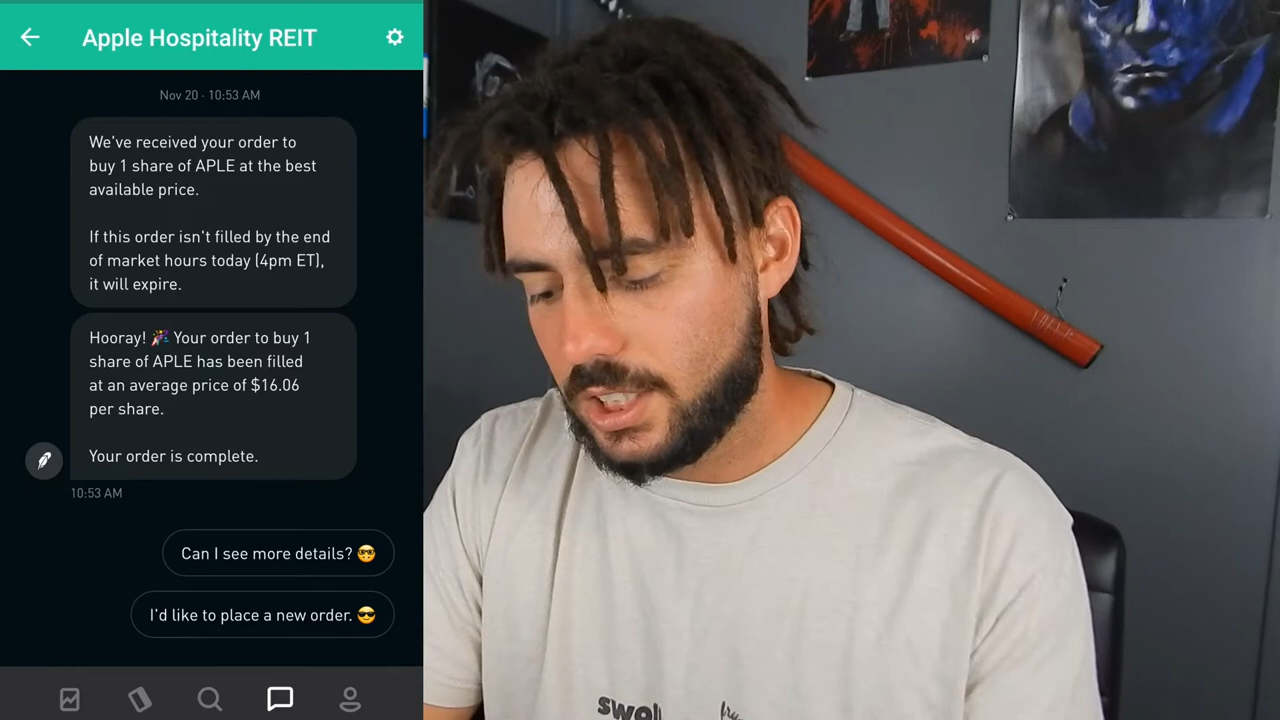 Apple Hospitality REIT
Nov 20 - 10:53 AM
We've received your order to
buy 1 share of APLE at the best
available price.
If this order isn't filled by the end
of market hours today (4pm ET),
it will expire.
Hooray! 🎉 Your order to buy 1
share of APLE has been filled
at an average price of $16.06
per share.
Your order is complete.
10:53 AM
Can I see more details? 🤓
I'd like to place a new order. 😎